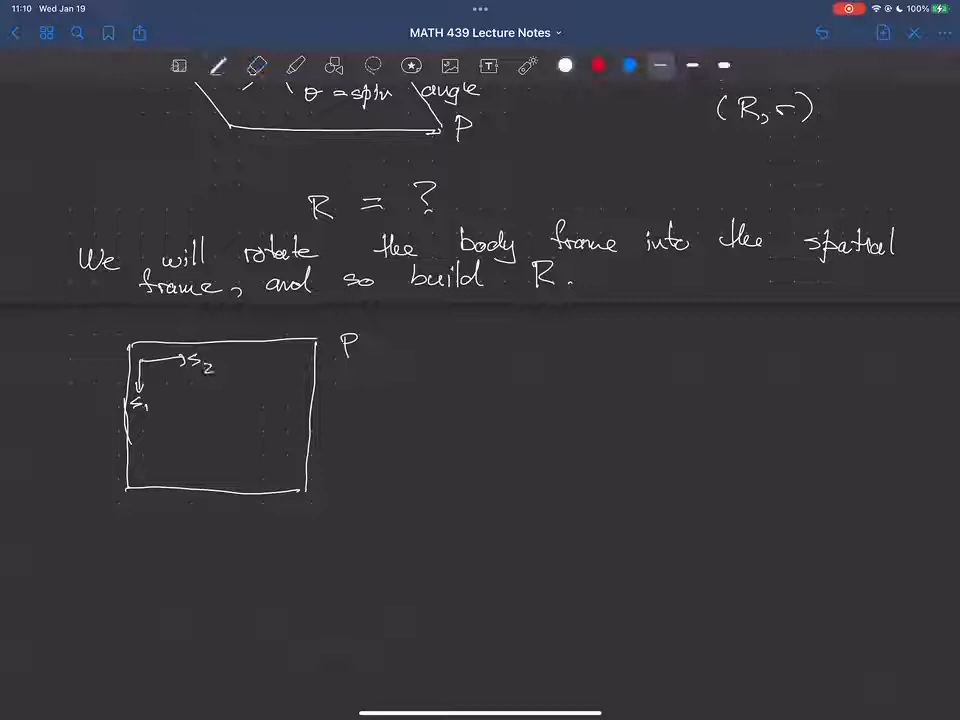 11:10 Wed Jan 19
100%
MATH 439 Lecture Notes
θ = spin angle
P
(R, r)
R = ?
We will rotate the body frame into the spatial
frame, and so build R.
P
s2
s1